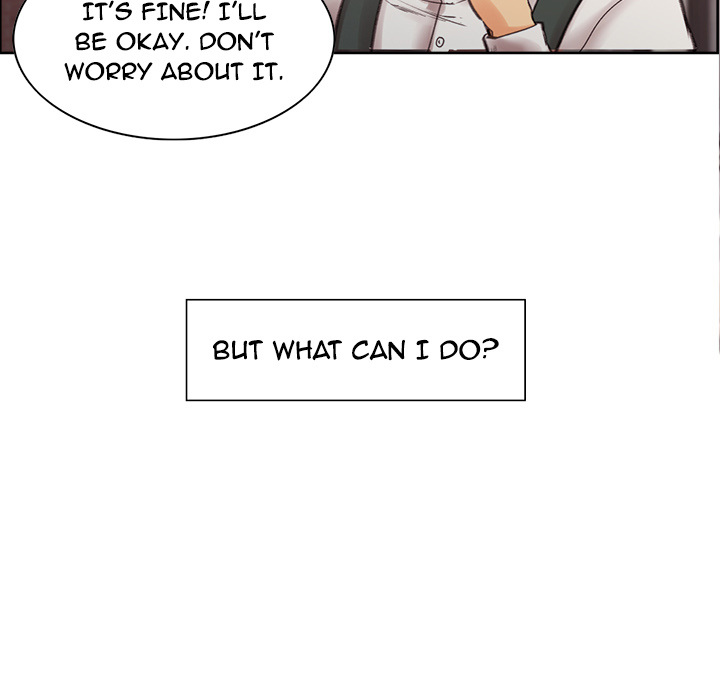 IT'S FINE! I'LL
BE OKAY. DON'T
WORRY ABOUT IT.
BUT WHAT CAN I DO?